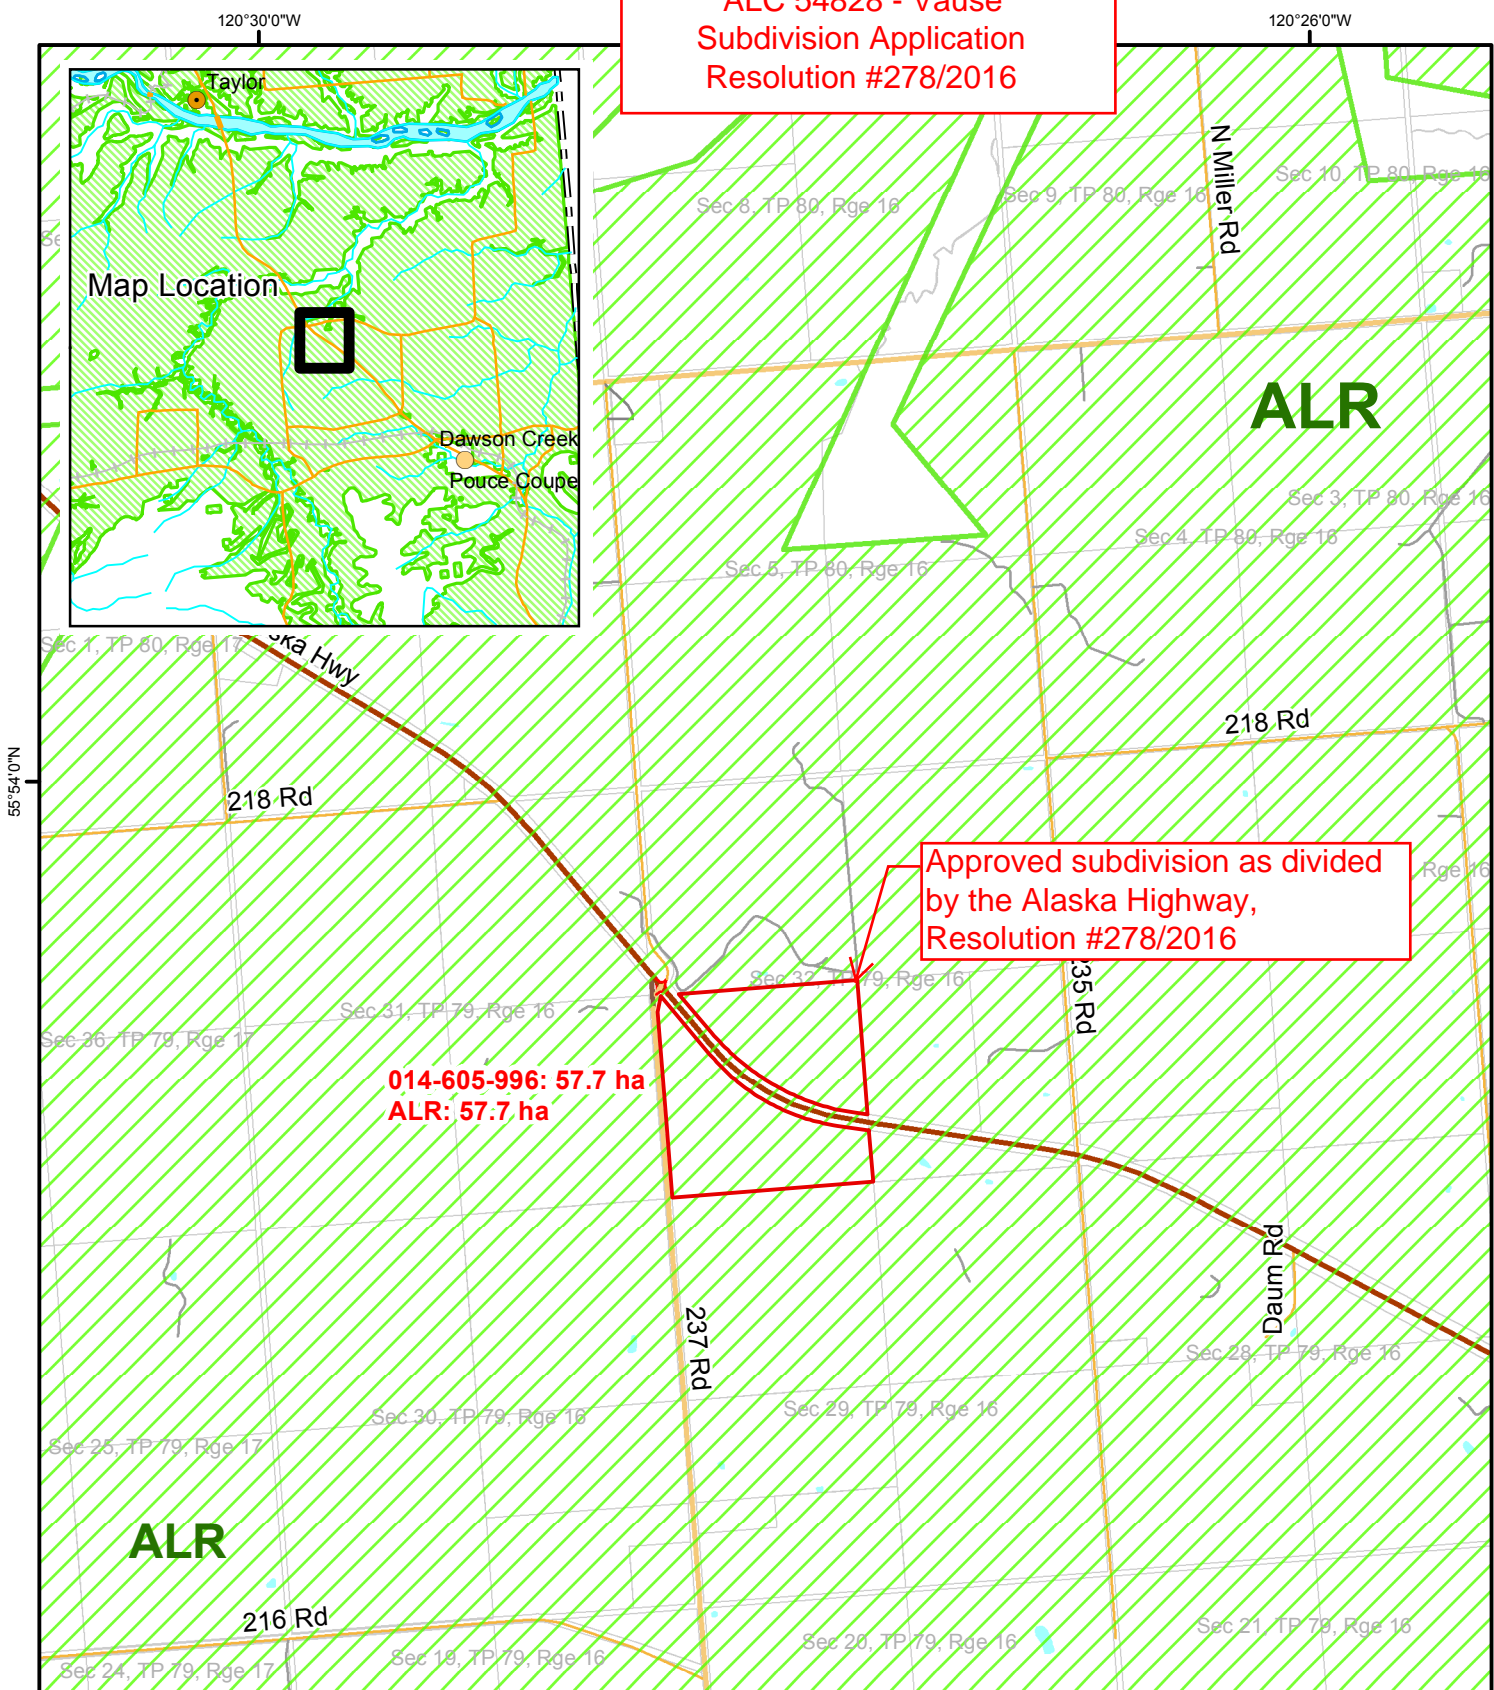 120°30'0"W
120°26'0"W
ALC 54828 - Vause
Subdivision Application
Resolution #278/2016
Taylor
Map Location
Dawson Creek
Pouce Coupe
N Miller Rd
Sec 10, TP 80, Rge 16
Sec 8, TP 80, Rge 16
Sec 9, TP 80, Rge 16
ALR
Sec 3, TP 80, Rge 16
Sec 4, TP 80, Rge 16
Sec 5, TP 80, Rge 16
Sec 1, TP 80, Rge 17
ska Hwy
218 Rd
55°54'0"N
218 Rd
Approved subdivision as divided
by the Alaska Highway,
Resolution #278/2016
Rge 16
Sec 32, TP 79, Rge 16
235 Rd
Sec 31, TP 79, Rge 16
Sec 36, TP 79, Rge 17
014-605-996: 57.7 ha
ALR: 57.7 ha
Daum Rd
237 Rd
Sec 28, TP 79, Rge 16
Sec 30, TP 79, Rge 16
Sec 29, TP 79, Rge 16
Sec 25, TP 79, Rge 17
ALR
216 Rd
Sec 24, TP 79, Rge 17
Sec 19, TP 79, Rge 16
Sec 20, TP 79, Rge 16
Sec 21, TP 79, Rge 16